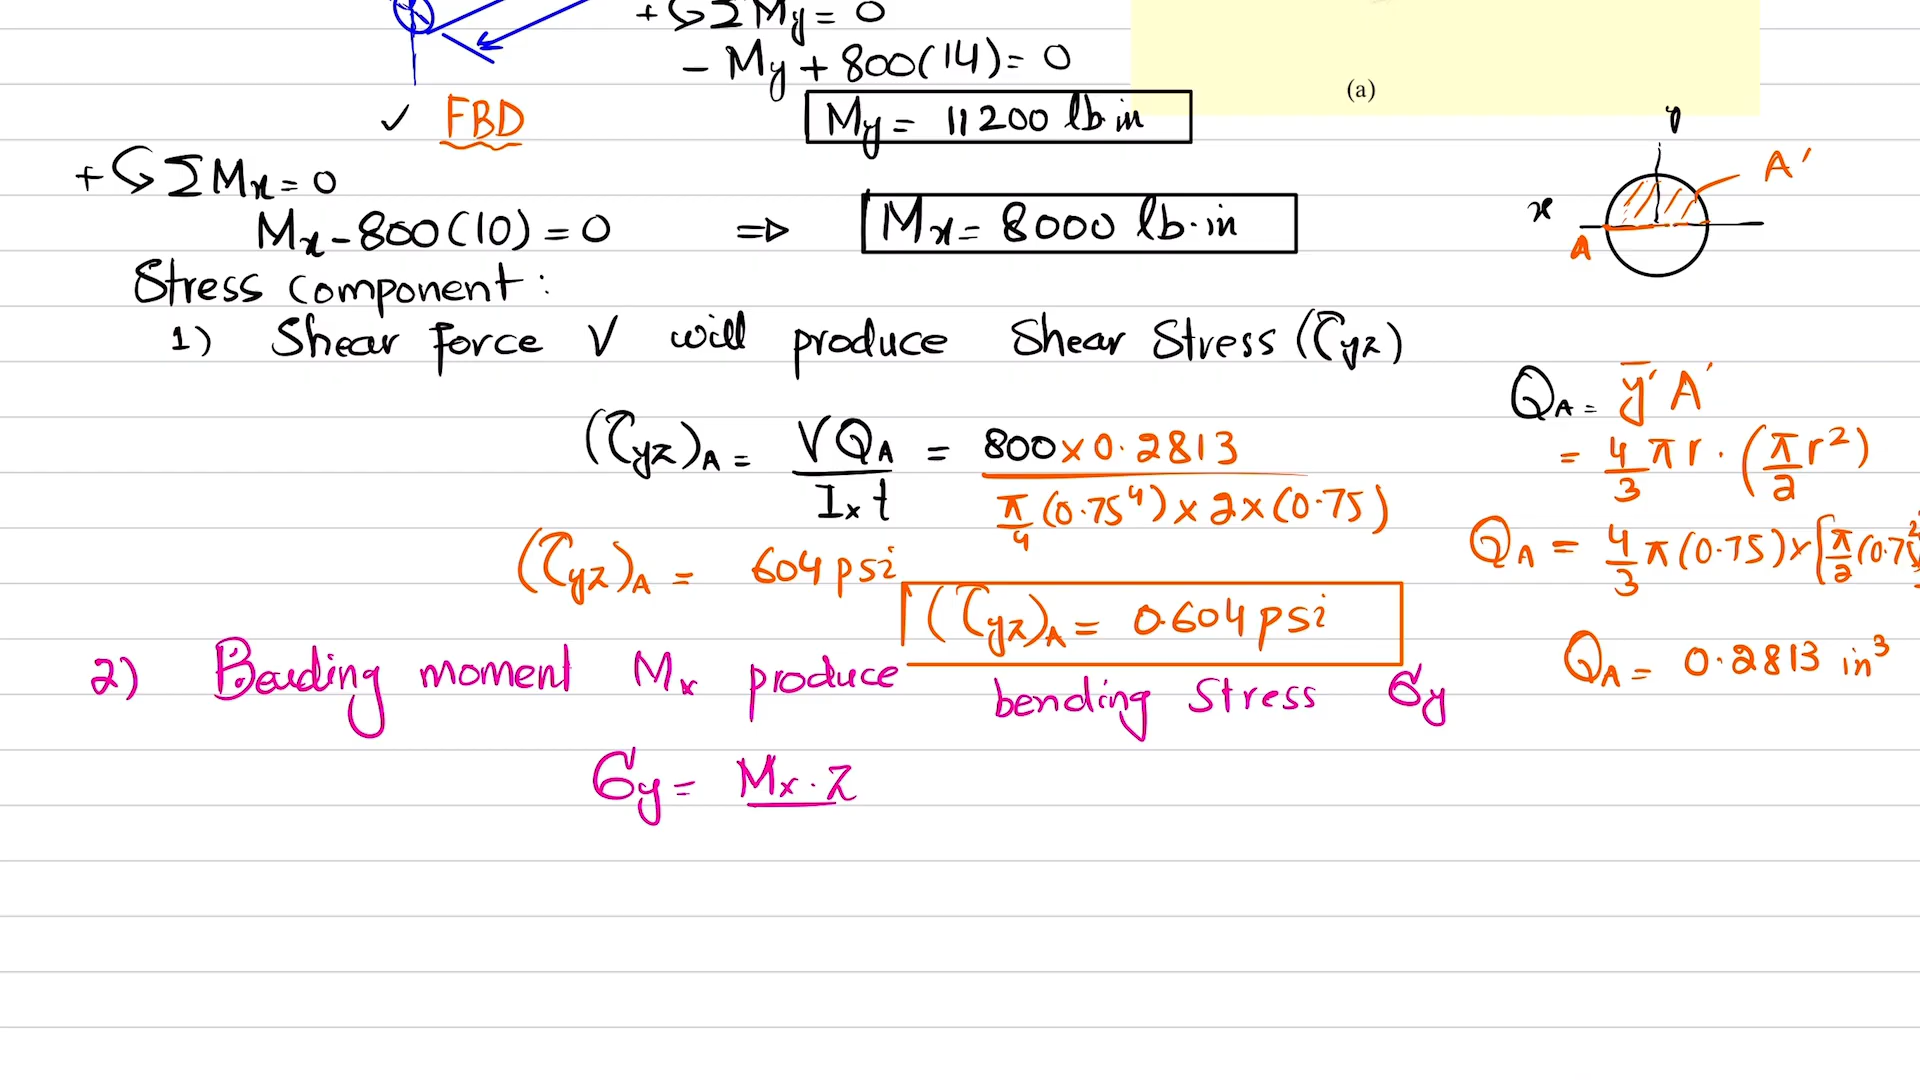 +↶ ΣMy = 0
- My + 800(14) = 0
(a)
✓ FBD
My = 11200 lb·in
+↶ ΣMx = 0
Mx - 800(10) = 0 ⇒ Mx = 8000 lb·in
x
A'
A
Stress component :
1) Shear Force V will produce Shear Stress (τyz)
(τyz)A = VQA / Ix t = 800 × 0.2813 / π/4 (0.75⁴) × 2 × (0.75)
QA = ȳ' A'
= 4/3 π r · (π/2 r²)
QA = 4/3 π (0.75) × [π/2 (0.75²
(τyz)A = 604 psi
(τyz)A = 0.604 psi
QA = 0.2813 in³
2) Bending moment Mx produce bending Stress σy
σy = Mx · z